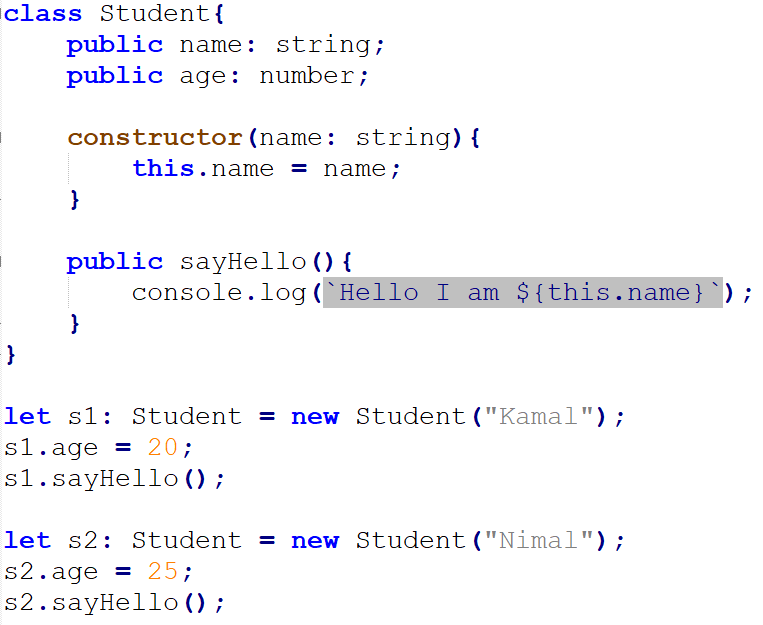 class Student{
    public name: string;
    public age: number;

    constructor(name: string){
        this.name = name;
    }

    public sayHello(){
        console.log(`Hello I am ${this.name}`);
    }
}

let s1: Student = new Student("Kamal");
s1.age = 20;
s1.sayHello();

let s2: Student = new Student("Nimal");
s2.age = 25;
s2.sayHello();